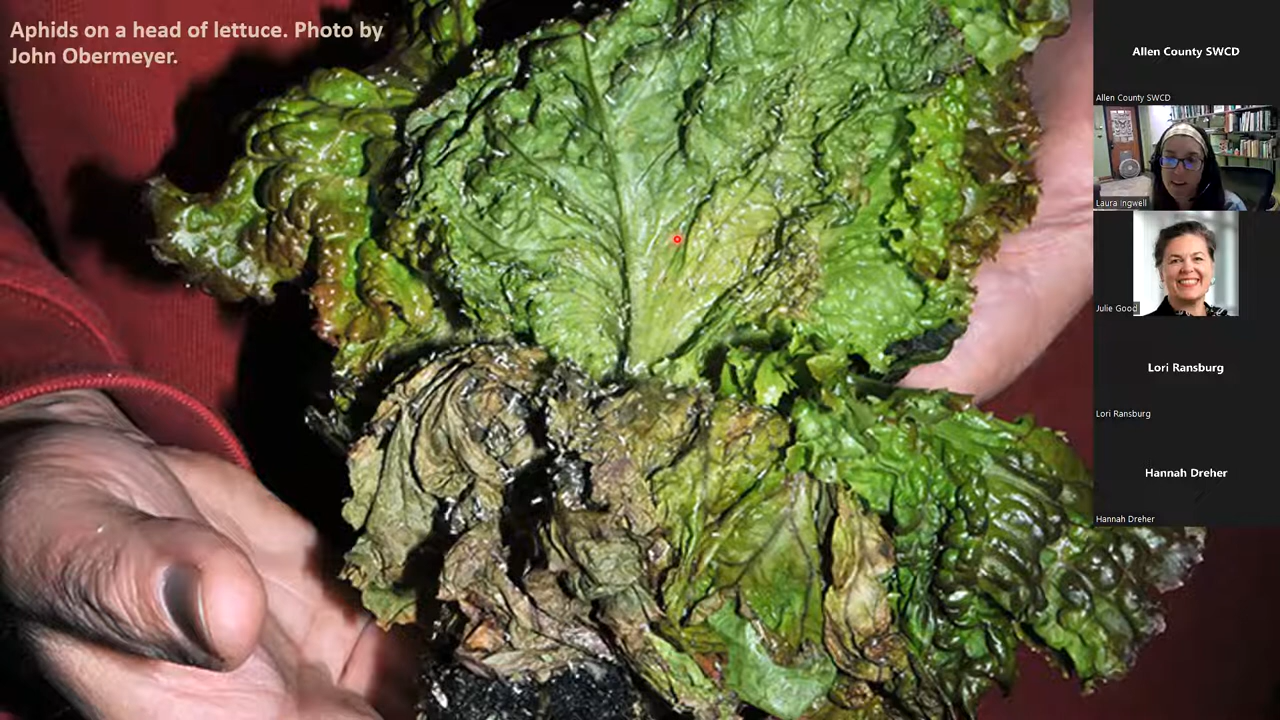 Aphids on a head of lettuce. Photo by
John Obermeyer.
Allen County SWCD
Allen County SWCD
Laura Ingwell
Julie Good
Lori Ransburg
Lori Ransburg
Hannah Dreher
Hannah Dreher